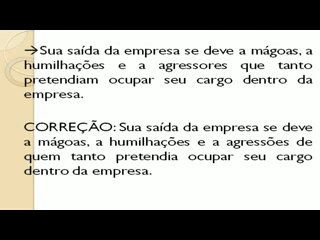 →Sua saída da empresa se deve a mágoas, a
humilhações e a agressores que tanto
pretendiam ocupar seu cargo dentro da
empresa.
CORREÇÃO: Sua saída da empresa se deve
a mágoas, a humilhações e a agressões de
quem tanto pretendia ocupar seu cargo
dentro da empresa.